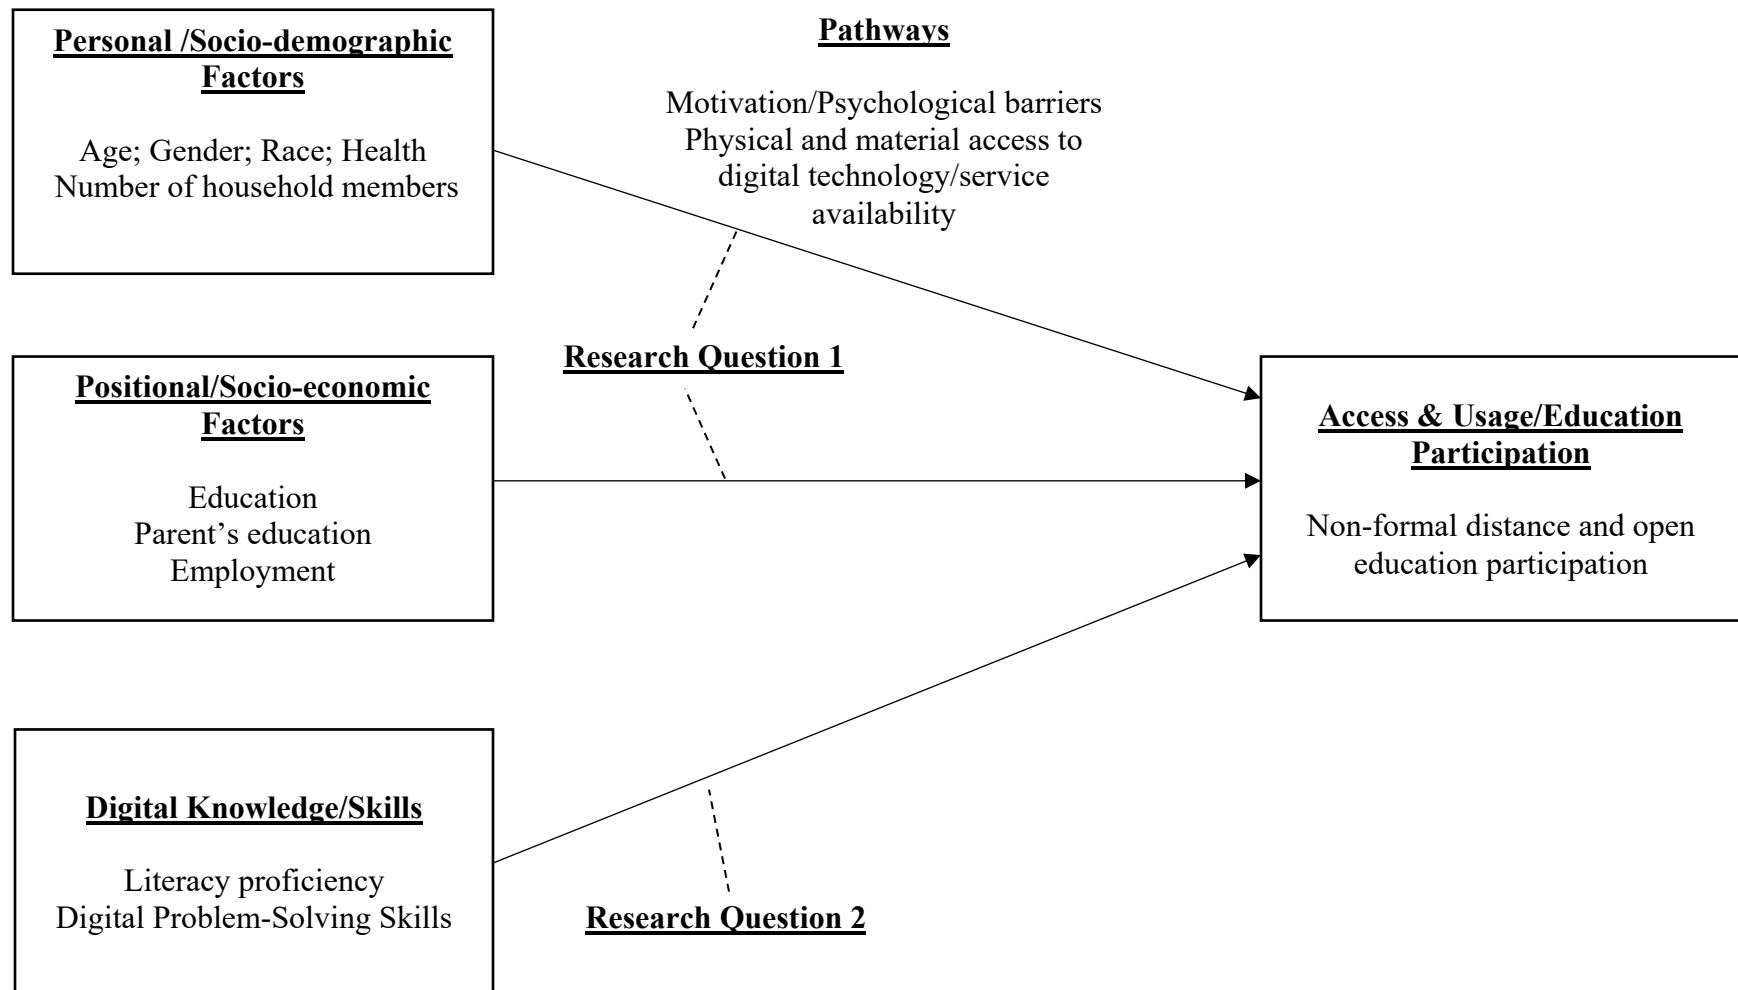 Personal /Socio-demographic
Factors
Age; Gender; Race; Health
Number of household members
Pathways
Motivation/Psychological barriers
Physical and material access to
digital technology/service
availability
Research Question 1
Positional/Socio-economic
Factors
Education
Parent’s education
Employment
Access & Usage/Education
Participation
Non-formal distance and open
education participation
Digital Knowledge/Skills
Literacy proficiency
Digital Problem-Solving Skills
Research Question 2